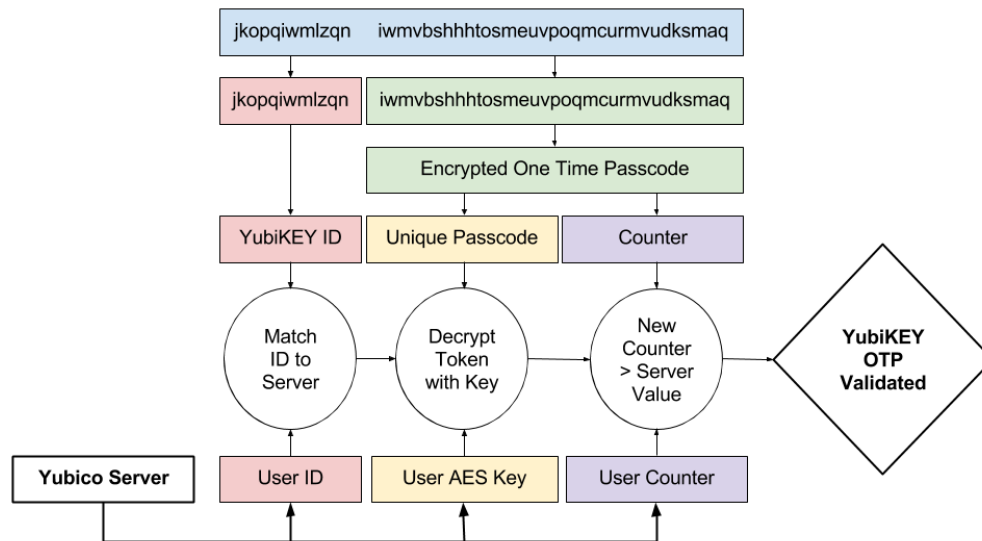 jkopqiwmlzqn iwmvbshhhtosmeuvpoqmcurmvudksmaq
jkopqiwmlzqn
iwmvbshhhtosmeuvpoqmcurmvudksmaq
Encrypted One Time Passcode
YubiKEY ID
Unique Passcode
Counter
Match
ID to
Server
Decrypt
Token
with Key
New
Counter
> Server
Value
YubiKEY
OTP
Validated
Yubico Server
User ID
User AES Key
User Counter